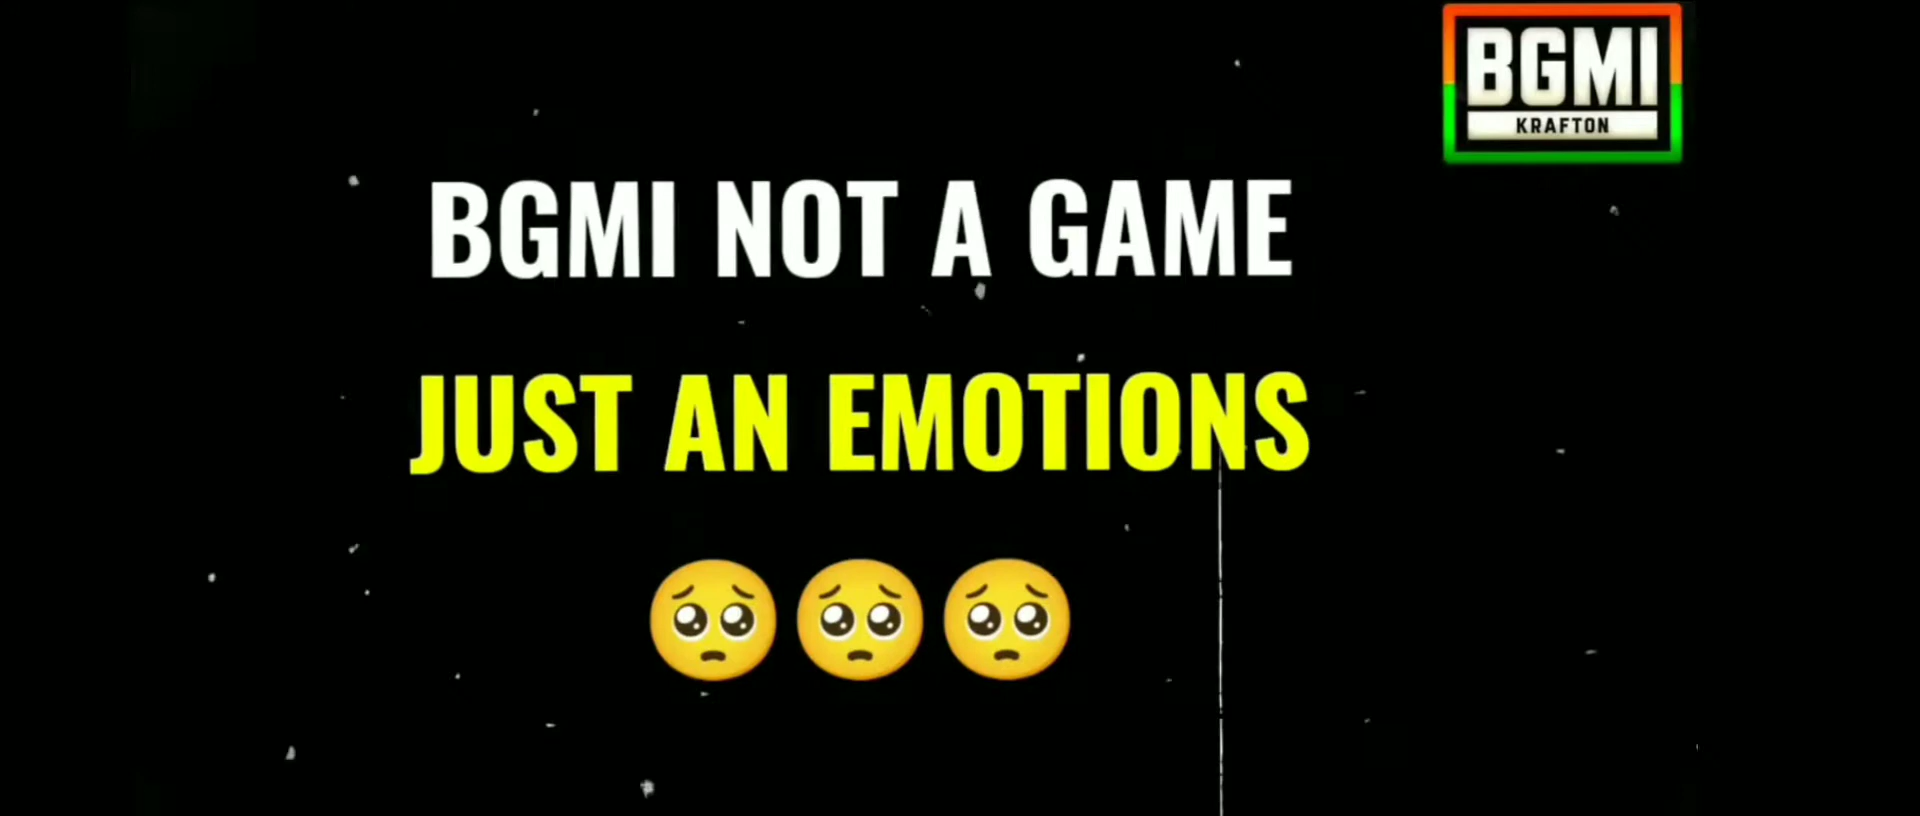 BGMI
KRAFTON
BGMI NOT A GAME
JUST AN EMOTIONS
🥺🥺🥺